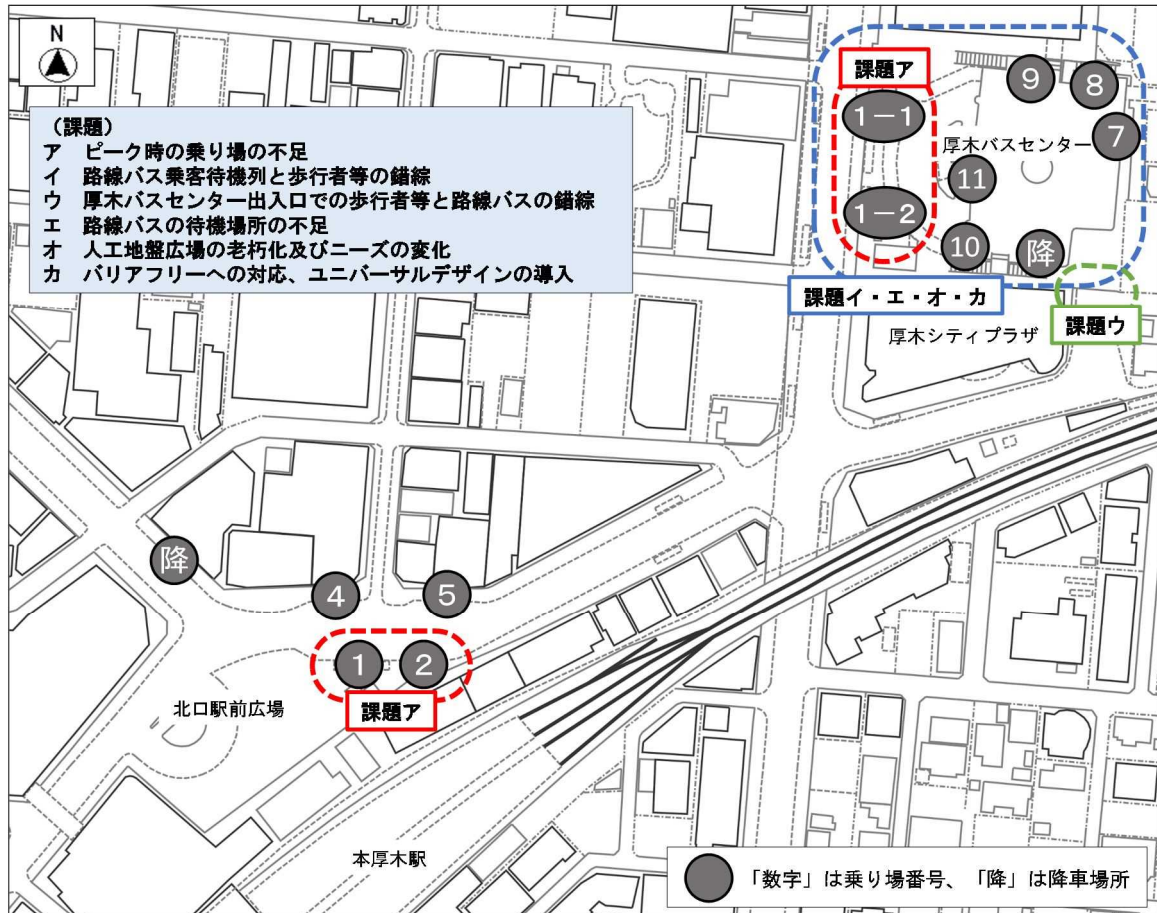 N
（課題）
ア　ピーク時の乗り場の不足
イ　路線バス乗客待機列と歩行者等の錯綜
ウ　厚木バスセンター出入口での歩行者等と路線バスの錯綜
エ　路線バスの待機場所の不足
オ　人工地盤広場の老朽化及びニーズの変化
カ　バリアフリーへの対応、ユニバーサルデザインの導入
課題ア
1－1
9
8
7
厚木バスセンター
11
1－2
10
降
課題イ・エ・オ・カ
課題ウ
厚木シティプラザ
降
4
5
1
2
課題ア
北口駅前広場
本厚木駅
「数字」は乗り場番号、「降」は降車場所